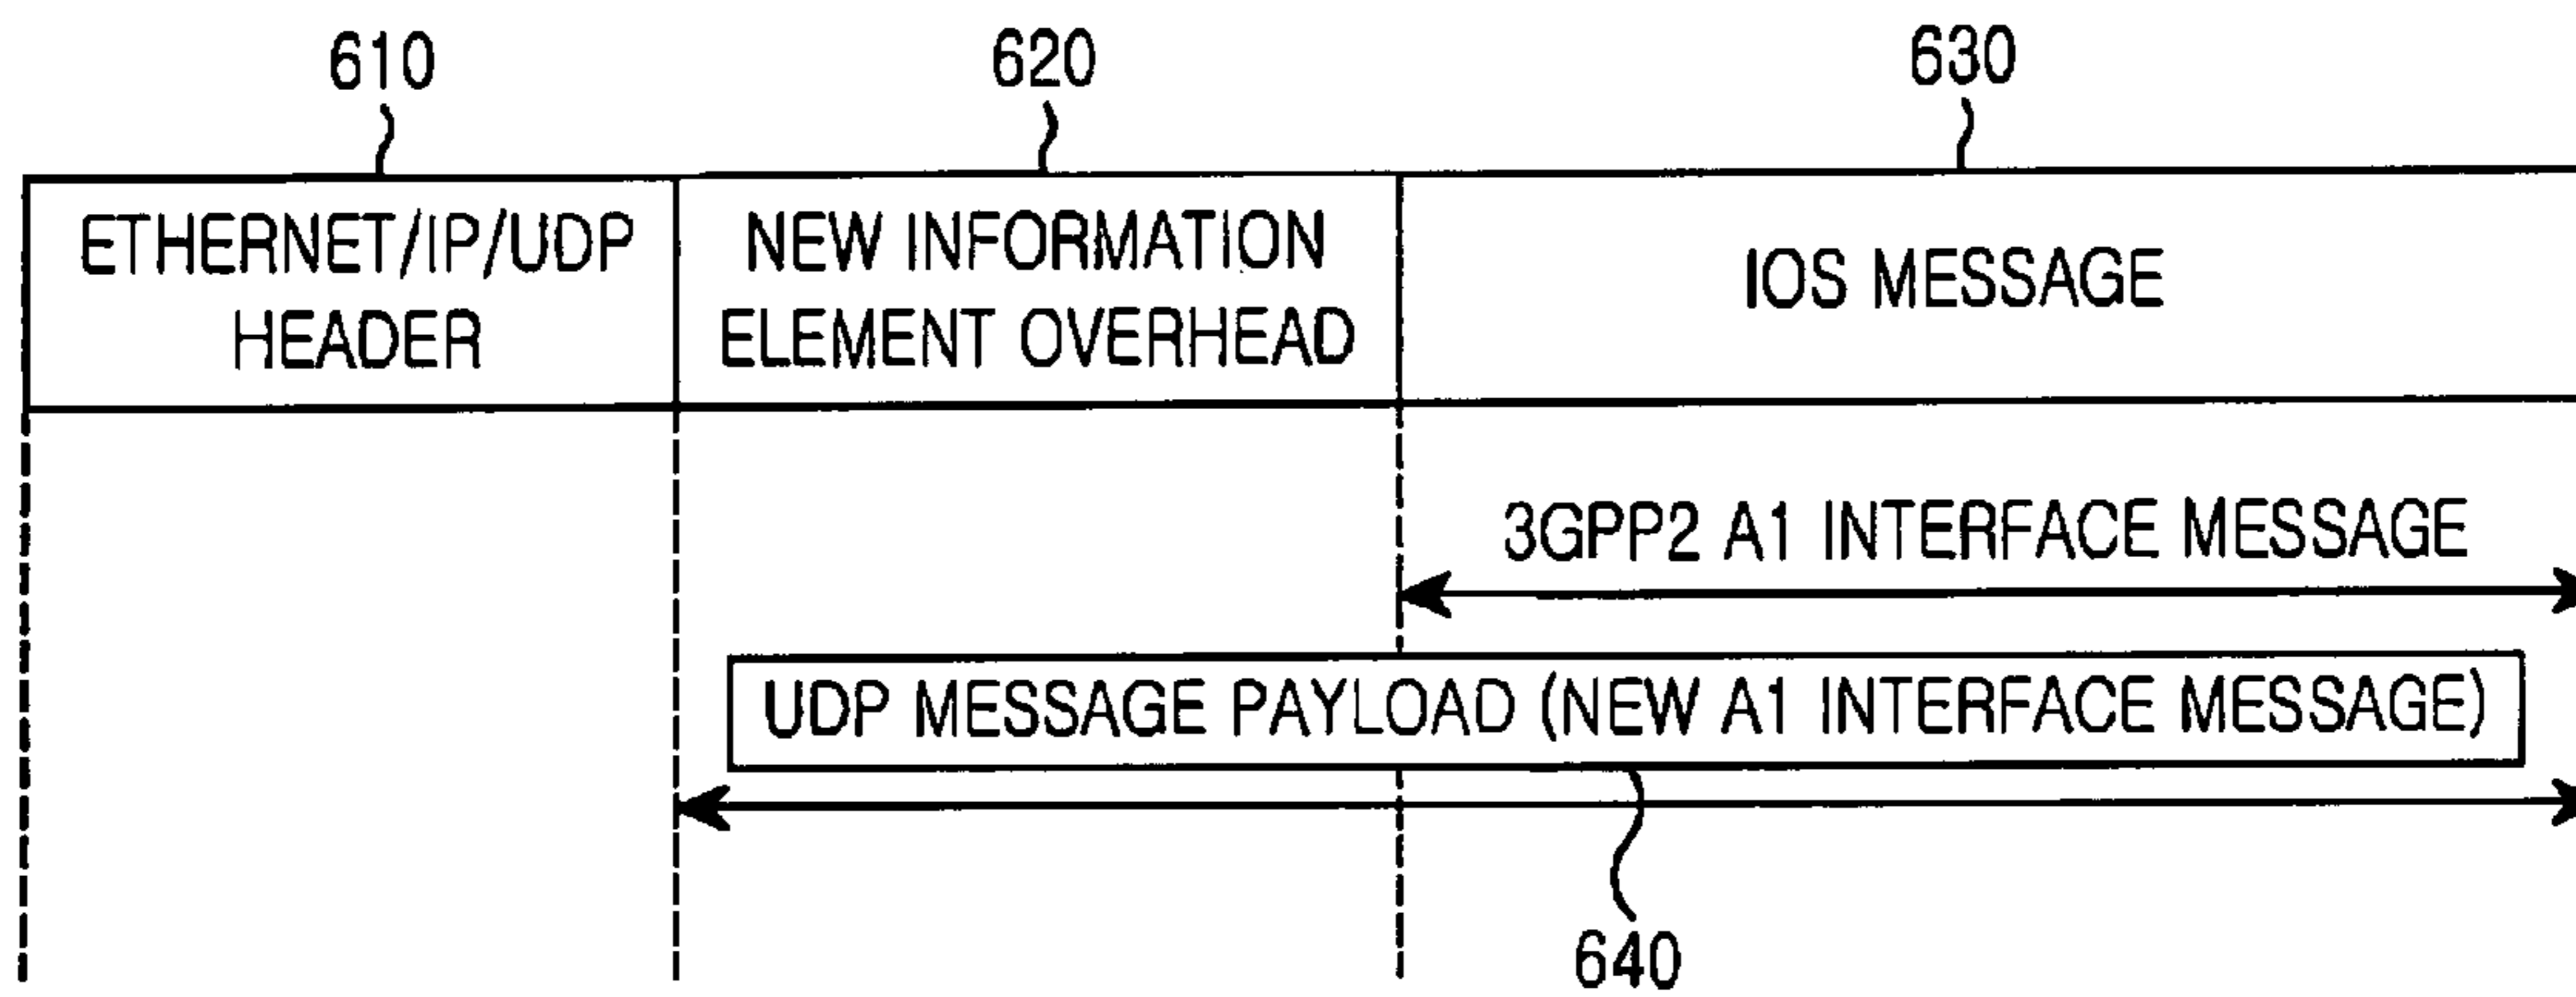 610
620
630
ETHERNET/IP/UDP
HEADER
NEW INFORMATION
ELEMENT OVERHEAD
IOS MESSAGE
3GPP2 A1 INTERFACE MESSAGE
UDP MESSAGE PAYLOAD (NEW A1 INTERFACE MESSAGE)
640